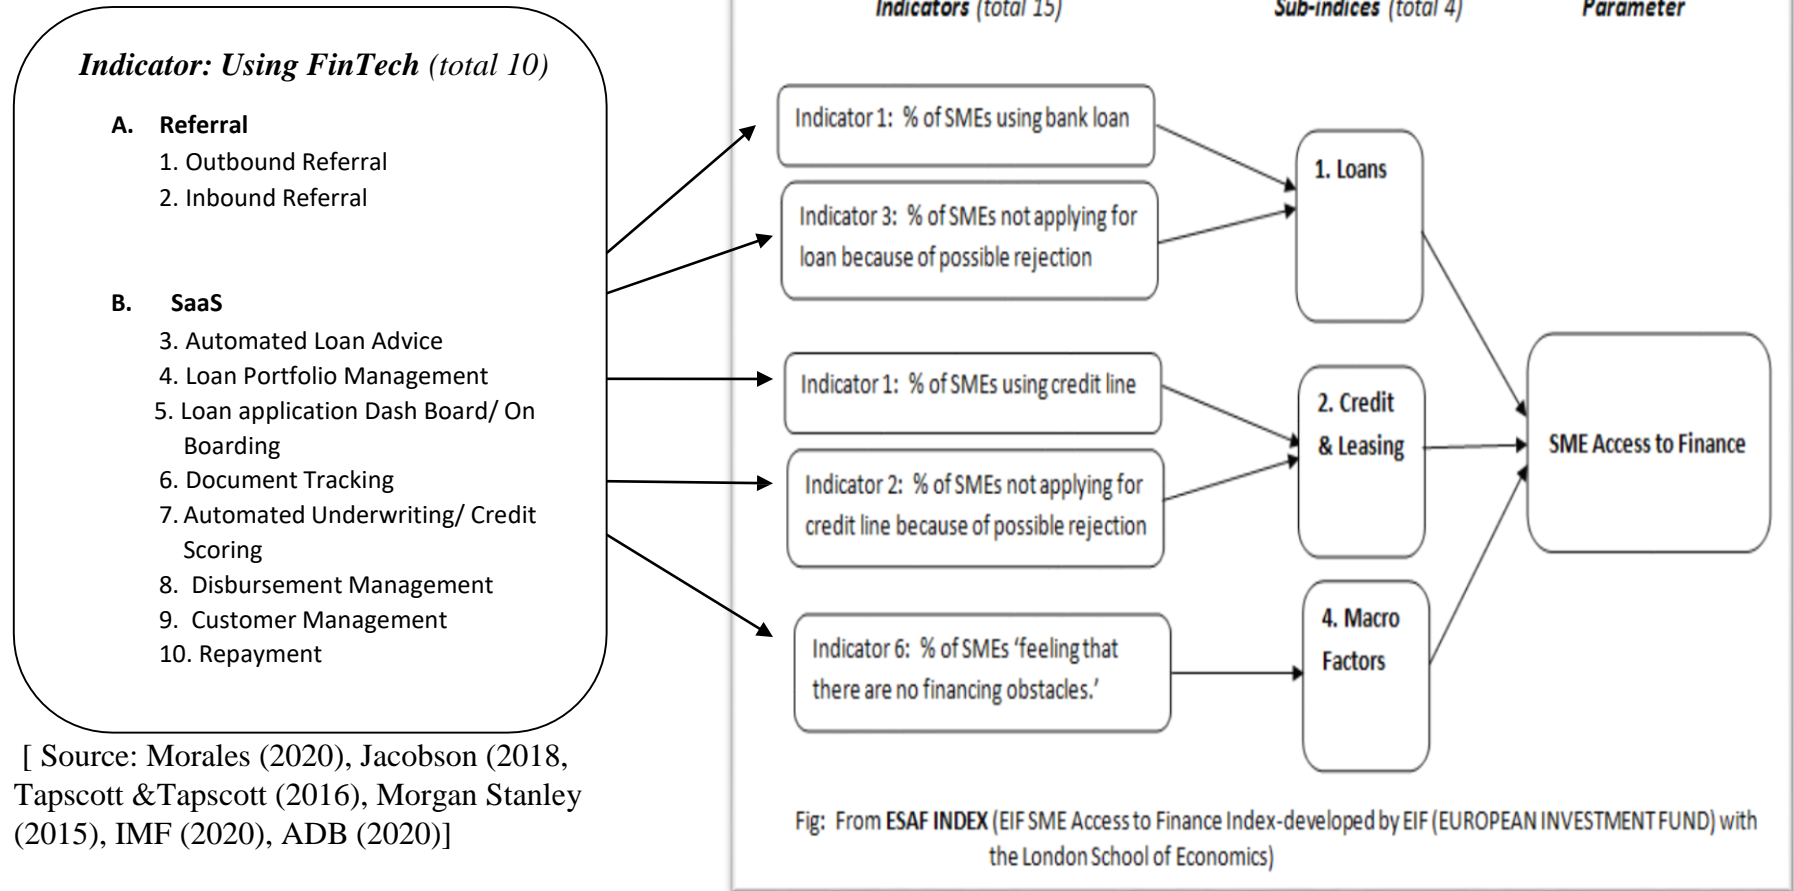 Indicator: Using FinTech (total 10)
A. Referral
1. Outbound Referral
2. Inbound Referral
B. SaaS
3. Automated Loan Advice
4. Loan Portfolio Management
5. Loan application Dash Board/ On
Boarding
6. Document Tracking
7. Automated Underwriting/ Credit
Scoring
8. Disbursement Management
9. Customer Management
10. Repayment
[ Source: Morales (2020), Jacobson (2018,
Tapscott &Tapscott (2016), Morgan Stanley
(2015), IMF (2020), ADB (2020)]
Indicators (total 15)
Sub-indices (total 4)
Parameter
Indicator 1: % of SMEs using bank loan
Indicator 3: % of SMEs not applying for
loan because of possible rejection
Indicator 1: % of SMEs using credit line
Indicator 2: % of SMEs not applying for
credit line because of possible rejection
Indicator 6: % of SMEs ‘feeling that
there are no financing obstacles.’
1. Loans
2. Credit
& Leasing
4. Macro
Factors
SME Access to Finance
Fig: From ESAF INDEX (EIF SME Access to Finance Index-developed by EIF (EUROPEAN INVESTMENT FUND) with
the London School of Economics)